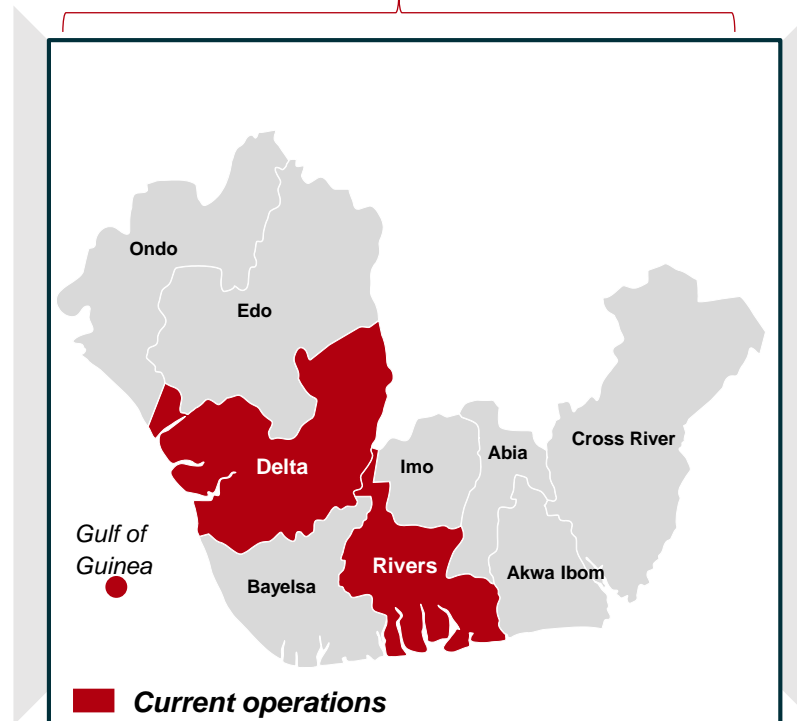 Ondo
Edo
Cross River
Abia
Delta
Imo
Gulf of
Guinea
Rivers
Akwa Ibom
Bayelsa
Current operations